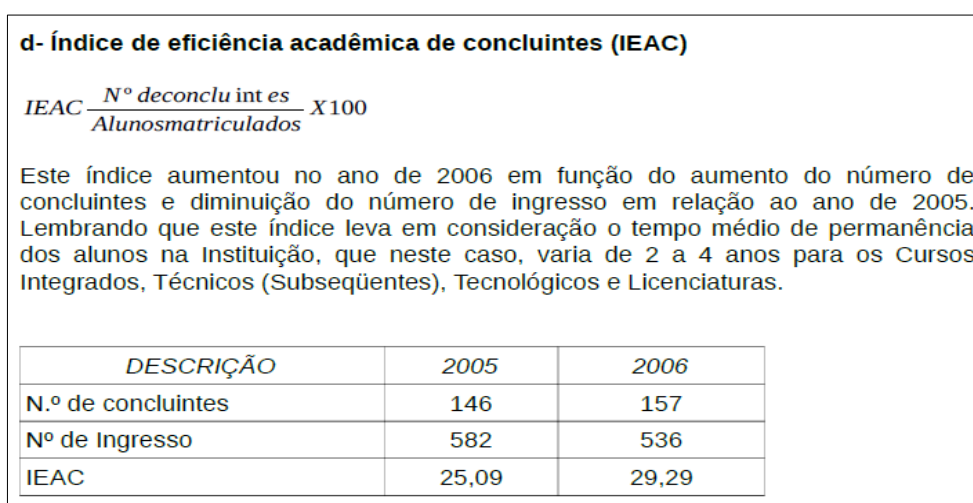 d- Índice de eficiência acadêmica de concluintes (IEAC)
IEAC N° deconclu int es / Alunosmatriculados X100
Este índice aumentou no ano de 2006 em função do aumento do número de
concluintes e diminuição do número de ingresso em relação ao ano de 2005.
Lembrando que este índice leva em consideração o tempo médio de permanência
dos alunos na Instituição, que neste caso, varia de 2 a 4 anos para os Cursos
Integrados, Técnicos (Subseqüentes), Tecnológicos e Licenciaturas.
DESCRIÇÃO 2005 2006
N.º de concluintes 146 157
Nº de Ingresso 582 536
IEAC 25,09 29,29